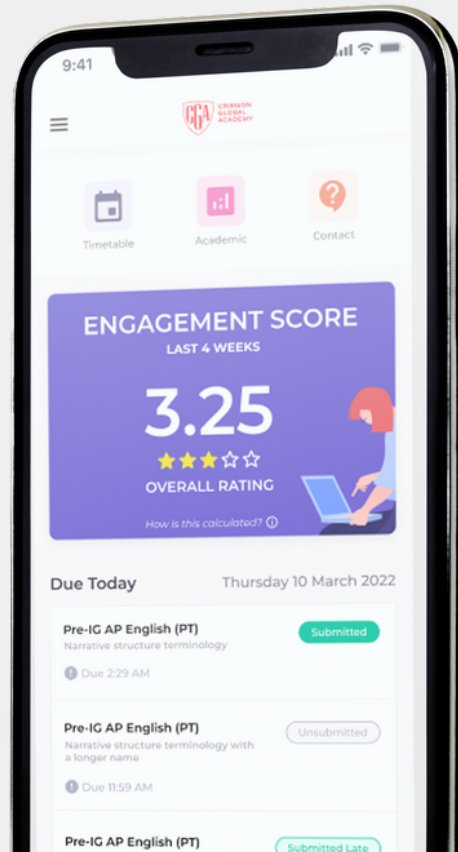 9:41
CGA
CRIMSON
GLOBAL
ACADEMY
Timetable
Academic
Contact
ENGAGEMENT SCORE
LAST 4 WEEKS
3.25
OVERALL RATING
How is this calculated?
Due Today
Thursday 10 March 2022
Pre-IG AP English (PT)
Submitted
Narrative structure terminology
Due 2:29 AM
Pre-IG AP English (PT)
Unsubmitted
Narrative structure terminology with
a longer name
Due 11:59 AM
Pre-IG AP English (PT)
Submitted Late